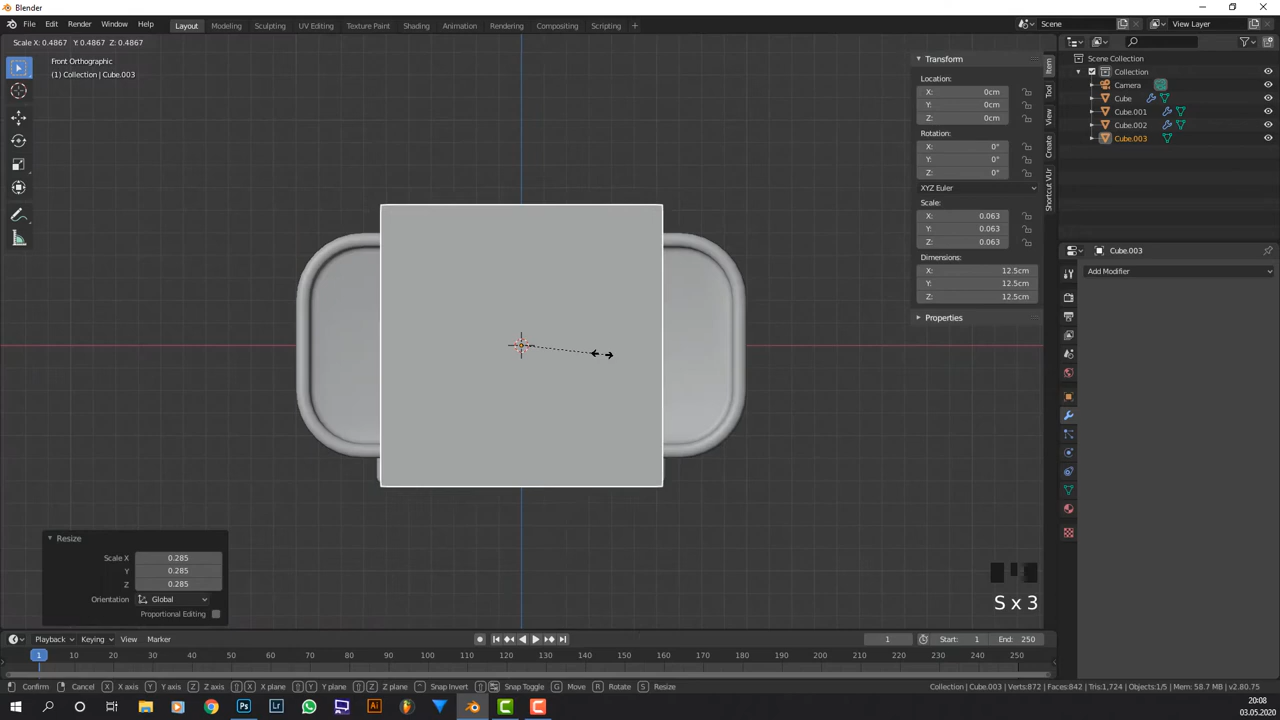 Blender
File Edit Render Window Help
Layout Modeling Sculpting UV Editing Texture Paint Shading Animation Rendering Compositing Scripting +
Scene View Layer
Scale X: 0.4867 Y: 0.4867 Z: 0.4867
Front Orthographic
(1) Collection | Cube.003
Transform
Location:
X: 0cm
Y: 0cm
Z: 0cm
Rotation:
X: 0°
Y: 0°
Z: 0°
XYZ Euler
Scale:
X: 0.063
Y: 0.063
Z: 0.063
Dimensions:
X: 12.5cm
Y: 12.5cm
Z: 12.5cm
Properties
Item
Tool
View
Create
Shortcut VUr
Scene Collection
Collection
Camera
Cube
Cube.001
Cube.002
Cube.003
Cube.003
Add Modifier
Resize
Scale X 0.285
Y 0.285
Z 0.285
Orientation Global
Proportional Editing
S x 3
Playback Keying View Marker 1 Start: 1 End: 250
1 10 20 30 40 50 60 70 80 90 100 110 120 130 140 150 160 170 180 190 200 210 220 230 240 250
Confirm Cancel X X axis Y Y axis Z Z axis X X plane Y Y plane Z Z plane Snap Invert Snap Toggle G Move R Rotate S Resize Collection | Cube.003 | Verts:872 | Faces:842 | Tris:1,724 | Objects:1/5 | Mem: 58.7 MB | v2.80.75
20:08
03.05.2020